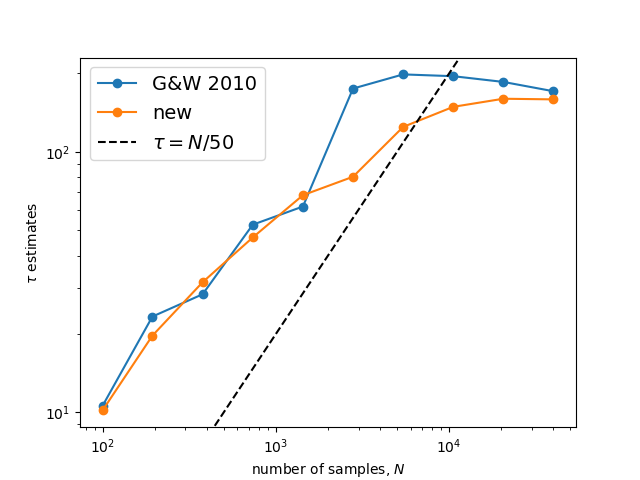 G&W 2010
new
τ = N/50
10²
10¹
τ estimates
10² 10³ 10⁴
number of samples, N